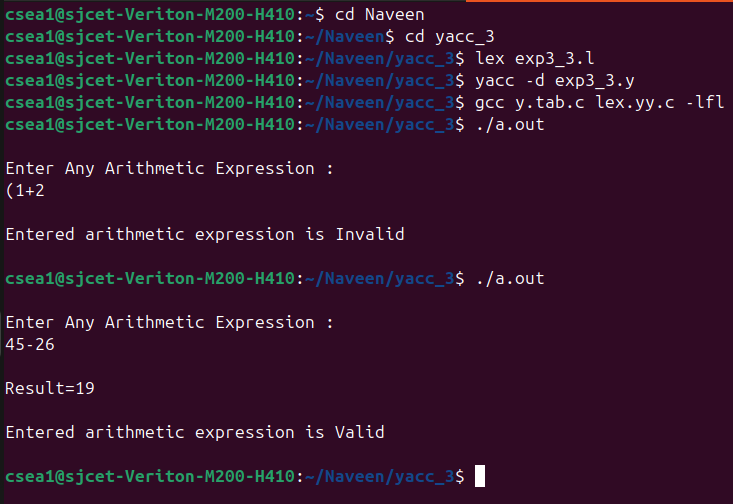 csea1@sjcet-Veriton-M200-H410:~$ cd Naveen
csea1@sjcet-Veriton-M200-H410:~/Naveen$ cd yacc_3
csea1@sjcet-Veriton-M200-H410:~/Naveen/yacc_3$ lex exp3_3.l
csea1@sjcet-Veriton-M200-H410:~/Naveen/yacc_3$ yacc -d exp3_3.y
csea1@sjcet-Veriton-M200-H410:~/Naveen/yacc_3$ gcc y.tab.c lex.yy.c -lfl
csea1@sjcet-Veriton-M200-H410:~/Naveen/yacc_3$ ./a.out
Enter Any Arithmetic Expression :
(1+2
Entered arithmetic expression is Invalid
csea1@sjcet-Veriton-M200-H410:~/Naveen/yacc_3$ ./a.out
Enter Any Arithmetic Expression :
45-26
Result=19
Entered arithmetic expression is Valid
csea1@sjcet-Veriton-M200-H410:~/Naveen/yacc_3$